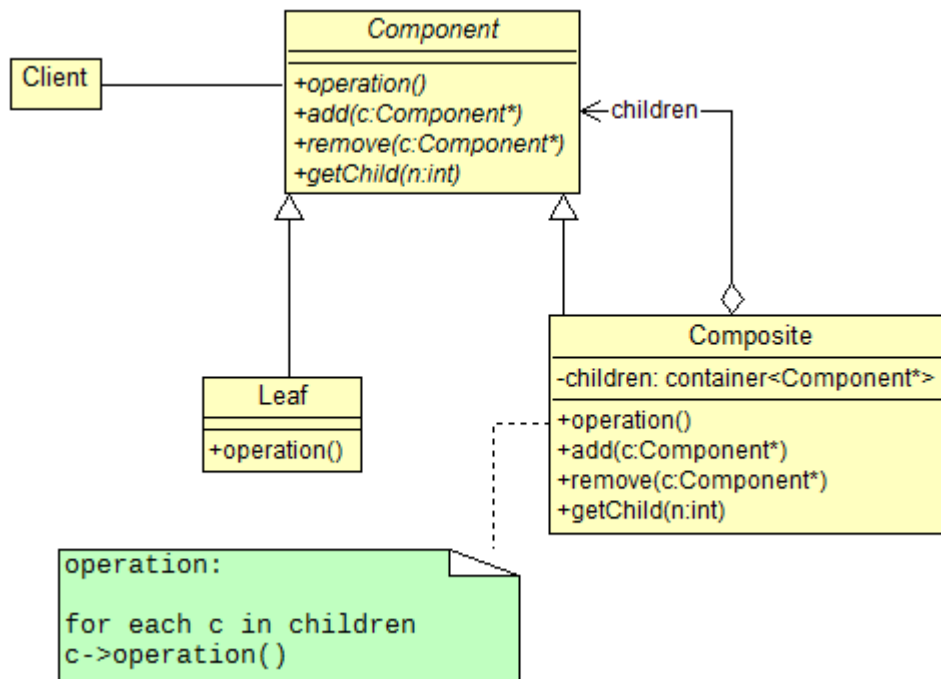 Component
+operation()
+add(c:Component*)
+remove(c:Component*)
+getChild(n:int)
Client
children
Leaf
+operation()
Composite
-children: container<Component*>
+operation()
+add(c:Component*)
+remove(c:Component*)
+getChild(n:int)
operation:
for each c in children
c->operation()